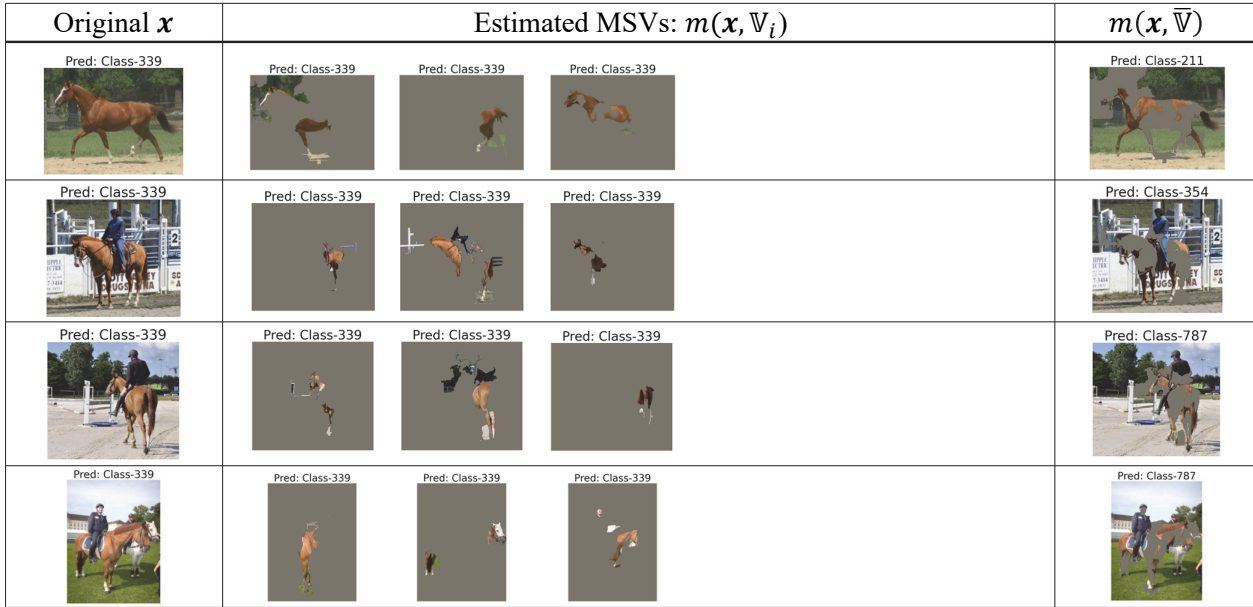 Original 𝒙 Estimated MSVs: 𝑚(𝒙, 𝕍ᵢ) 𝑚(𝒙, 𝕍̅)
Pred: Class-339 Pred: Class-339 Pred: Class-339 Pred: Class-339 Pred: Class-211
Pred: Class-339 Pred: Class-339 Pred: Class-339 Pred: Class-339 Pred: Class-354
Pred: Class-339 Pred: Class-339 Pred: Class-339 Pred: Class-339 Pred: Class-787
Pred: Class-339 Pred: Class-339 Pred: Class-339 Pred: Class-339 Pred: Class-787